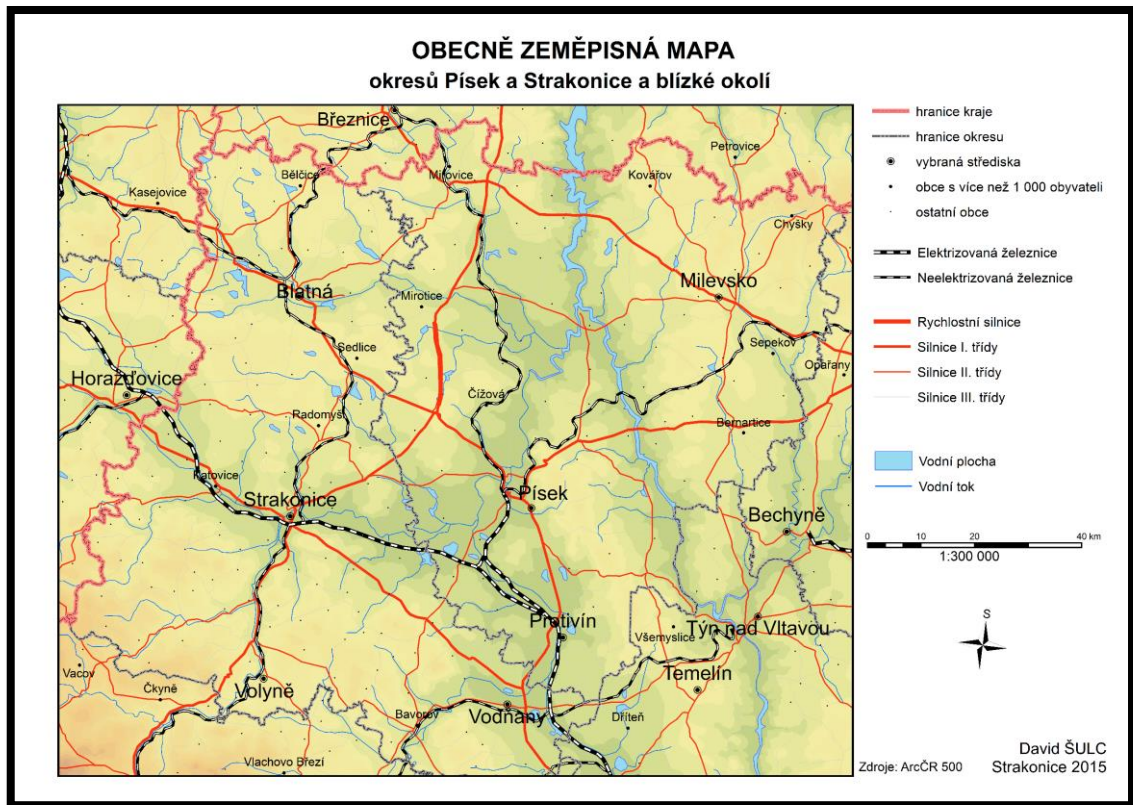 OBECNĚ ZEMĚPISNÁ MAPA
okresů Písek a Strakonice a blízké okolí
Březnice
Petrovice
Mirovice
Bělčice
Kovářov
Kasejovice
Chyšky
Milevsko
Blatná
Mirotice
Sedlice
Sepekov
Opařany
Horažďovice
Čížová
Radomyšl
Bernartice
Katovice
Strakonice
Písek
Bechyně
Protivín
Všemyslice
Týn nad Vltavou
Vacov
Temelín
Čkyně
Volyně
Bavorov
Vodňany
Dříteň
Vlachovo Březí
hranice kraje
hranice okresu
vybraná střediska
obce s více než 1 000 obyvateli
ostatní obce
Elektrizovaná železnice
Neelektrizovaná železnice
Rychlostní silnice
Silnice I. třídy
Silnice II. třídy
Silnice III. třídy
Vodní plocha
Vodní tok
0 10 20 40 km
1:300 000
S
David ŠULC
Zdroje: ArcČR 500 Strakonice 2015